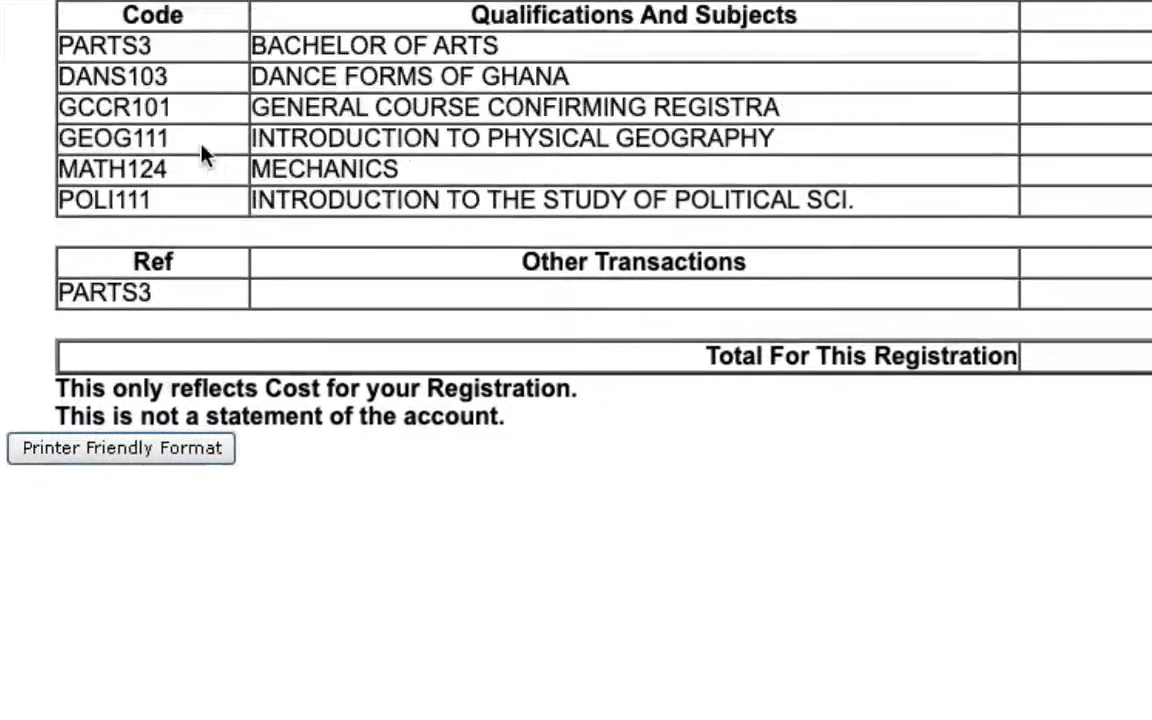 Code Qualifications And Subjects
PARTS3 BACHELOR OF ARTS
DANS103 DANCE FORMS OF GHANA
GCCR101 GENERAL COURSE CONFIRMING REGISTRA
GEOG111 INTRODUCTION TO PHYSICAL GEOGRAPHY
MATH124 MECHANICS
POLI111 INTRODUCTION TO THE STUDY OF POLITICAL SCI.
Ref Other Transactions
PARTS3
Total For This Registration
This only reflects Cost for your Registration.
This is not a statement of the account.
Printer Friendly Format